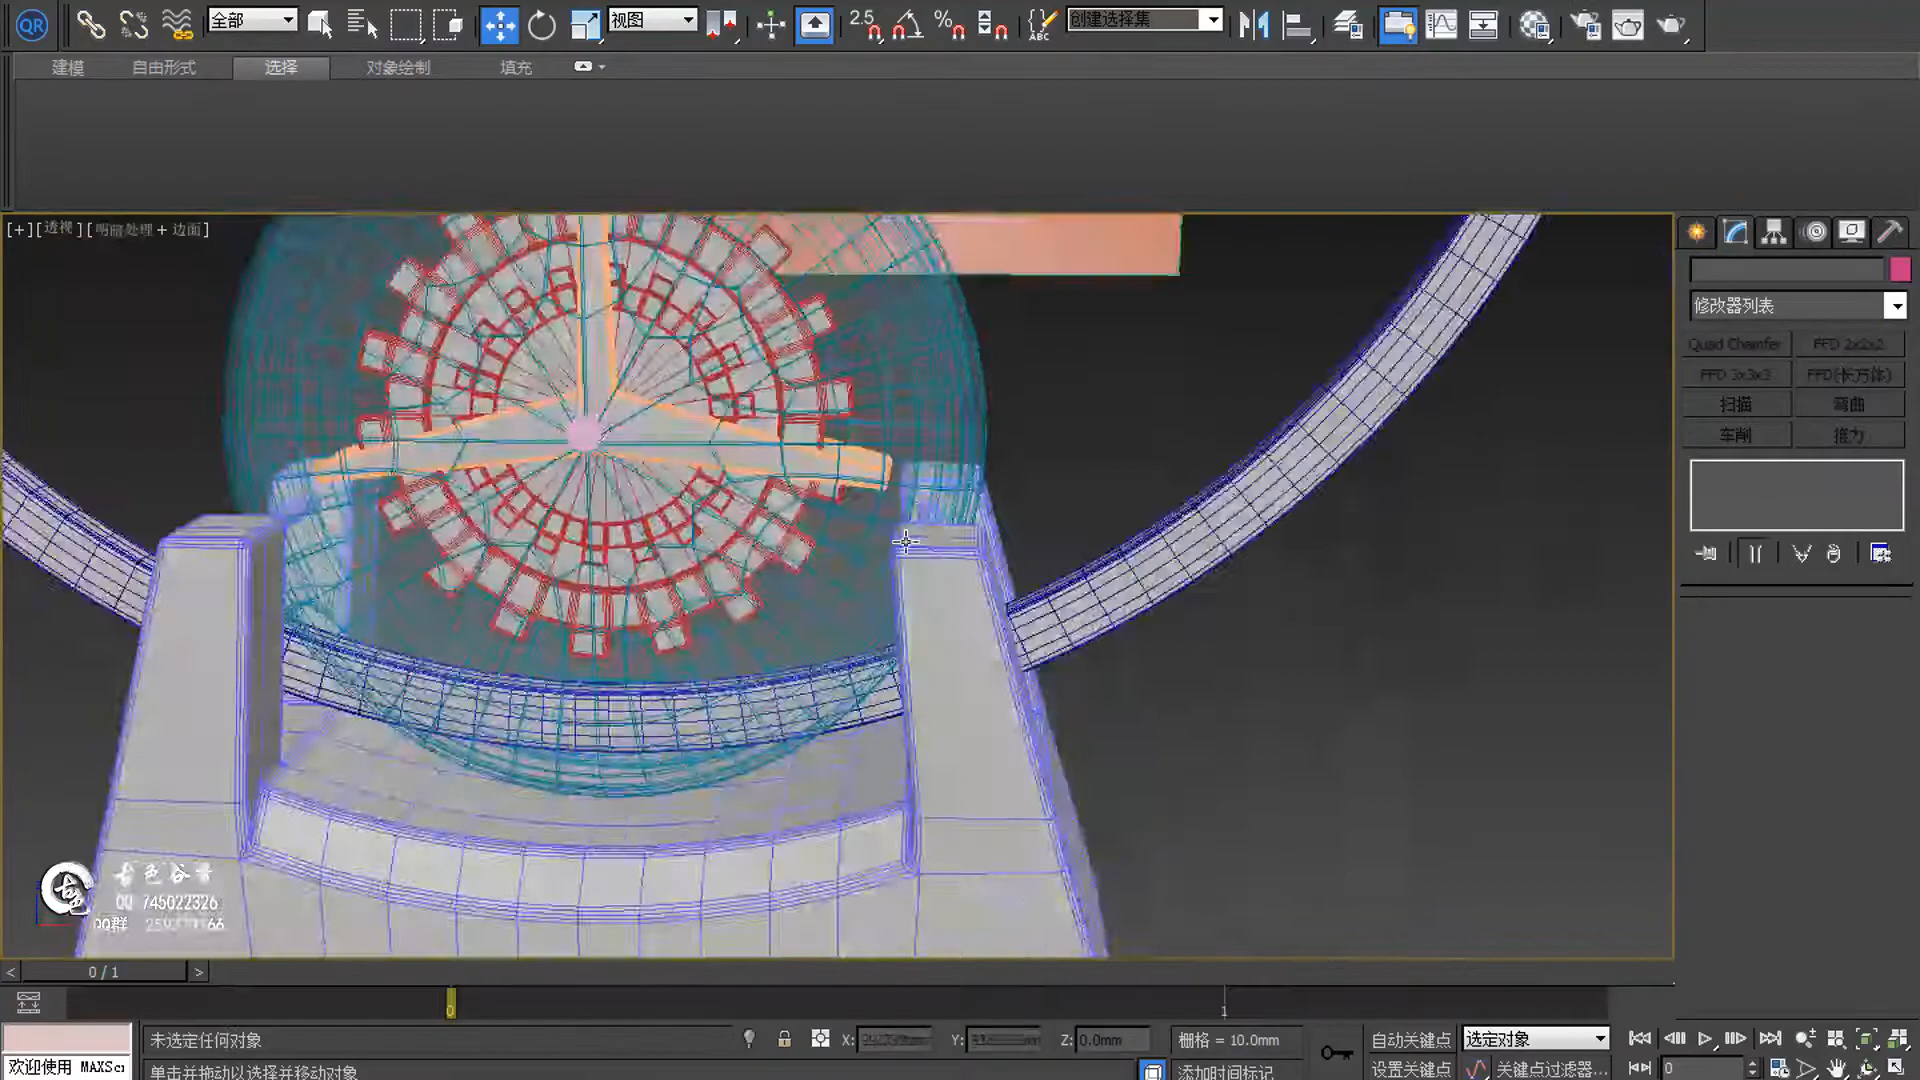 QR 全部 视图 2.5 % ABC 创建选择集
建模 自由形式 选择 对象绘制 填充
[+][透视][明暗处理 + 边面]
修改器列表
Quad Chamfer FFD 2x2x2
FFD 3x3x3 FFD(长方体)
扫描 弯曲
车削 推力
QQ 745022326
QQ群
< 0 / 1 >
0 1
未选定任何对象 X: Y: Z: 0.0mm 栅格 = 10.0mm 自动关键点 选定对象
欢迎使用 MAXScr 单击并拖动以选择并移动对象 添加时间标记 设置关键点 关键点过滤器... 0